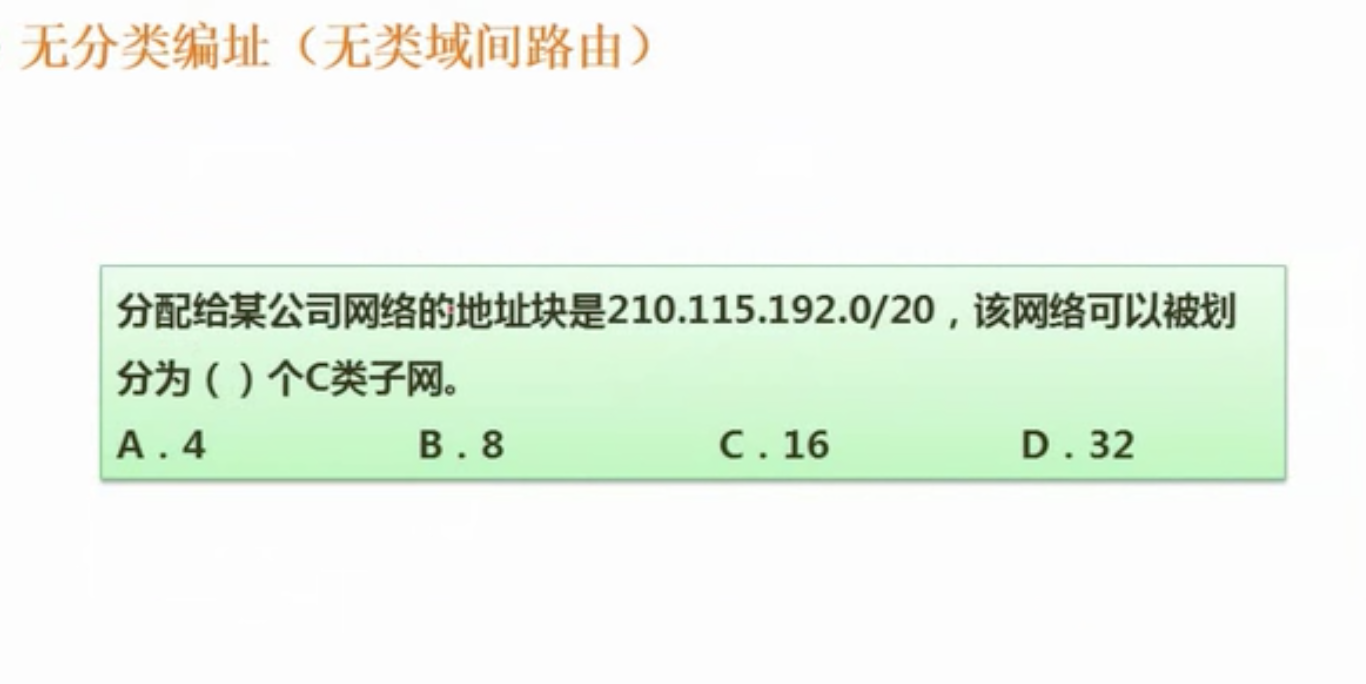 无分类编址（无类域间路由）
分配给某公司网络的地址块是210.115.192.0/20，该网络可以被划
分为（ ）个C类子网。
A．4 B．8 C．16 D．32